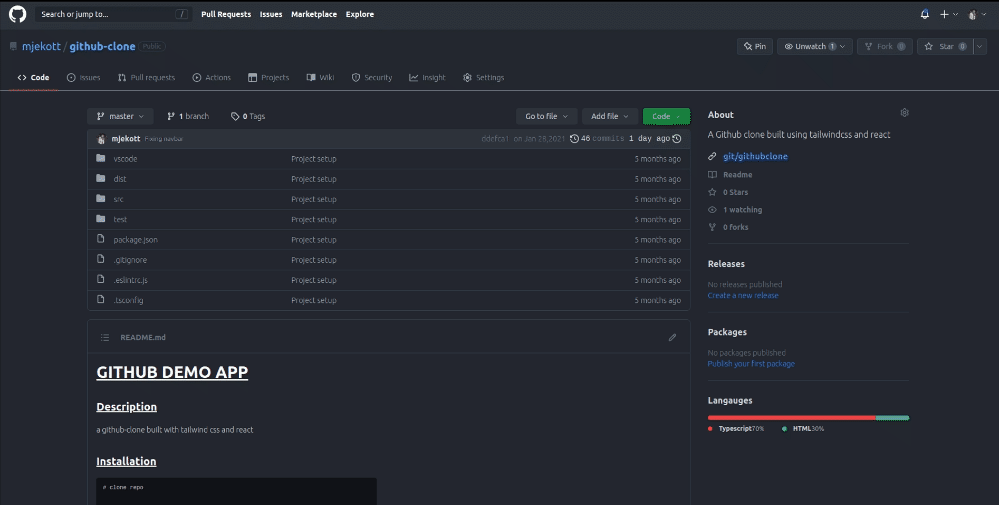 Search or jump to... / Pull Requests Issues Marketplace Explore
mjekott / github-clone Public Pin Unwatch 1 Fork 0 Star 0
Code Issues Pull requests Actions Projects Wiki Security Insight Settings
master 1 branch 0 Tags Go to file Add file Code
mjekott Fixing navbar ddefca1 on Jan 28,2021 46 commits 1 day ago
vscode Project setup 5 months ago
dist Project setup 5 months ago
src Project setup 5 months ago
test Project setup 5 months ago
package.json Project setup 5 months ago
.gitignore Project setup 5 months ago
.eslintrc.js Project setup 5 months ago
.tsconfig Project setup 5 months ago
README.md
GITHUB DEMO APP
Description
a github-clone built with tailwind css and react
Installation
# clone repo
About
A Github clone built using tailwindcss and react
git/githubclone
Readme
0 Stars
1 watching
0 forks
Releases
No releases published
Create a new release
Packages
No packages published
Publish your first package
Langauges
Typescript70% HTML30%